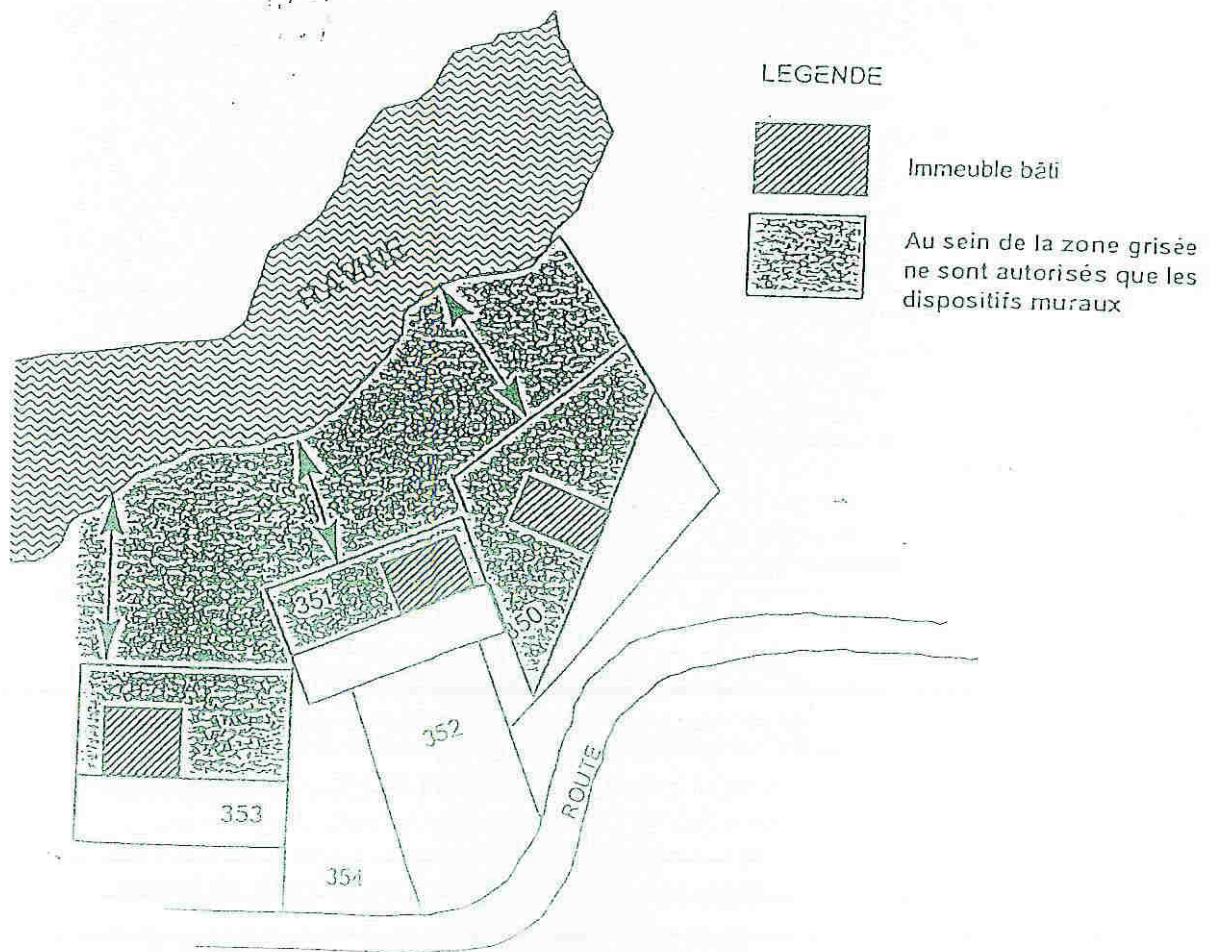 LEGENDE
Immeuble bâti
Au sein de la zone grisée
ne sont autorisés que les
dispositifs muraux
351
350
352
ROUTE
353
354